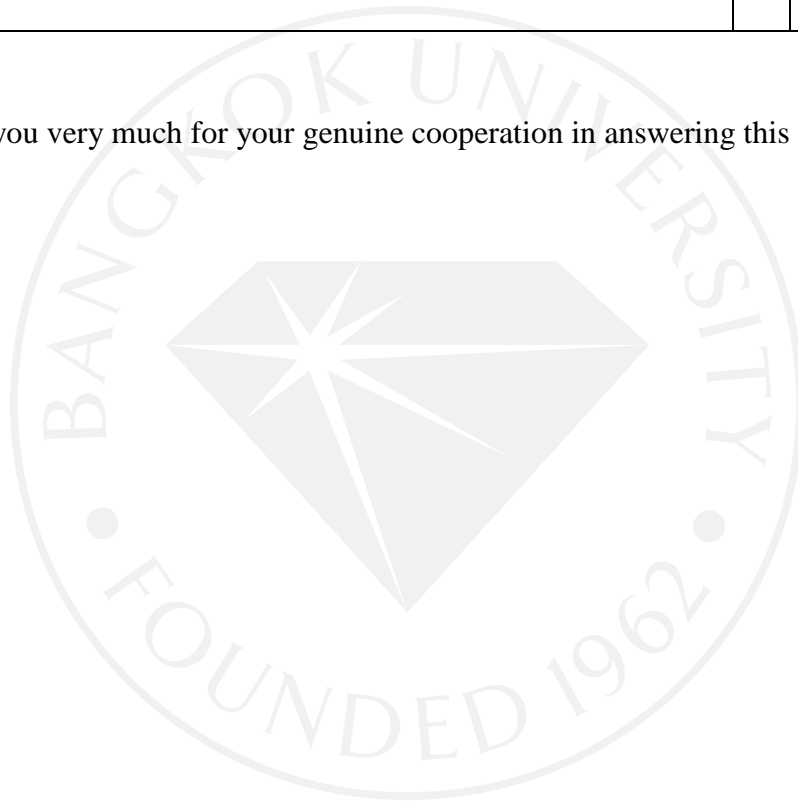 you very much for your genuine cooperation in answering this
BANGKOK UNIVERSITY
FOUNDED 1962